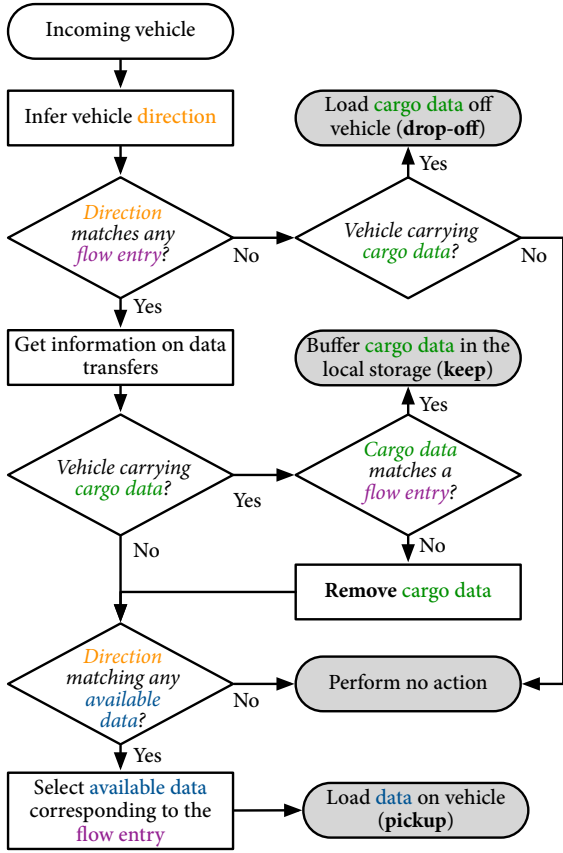 Incoming vehicle
Infer vehicle direction
Load cargo data off
vehicle (drop-off)
Yes
Direction
matches any
flow entry?
No
Vehicle carrying
cargo data?
No
Yes
Get information on data
transfers
Buffer cargo data in the
local storage (keep)
Yes
Vehicle carrying
cargo data?
Yes
Cargo data
matches a
flow entry?
No
No
Remove cargo data
Direction
matching any
available
data?
No
Perform no action
Yes
Select available data
corresponding to the
flow entry
Load data on vehicle
(pickup)